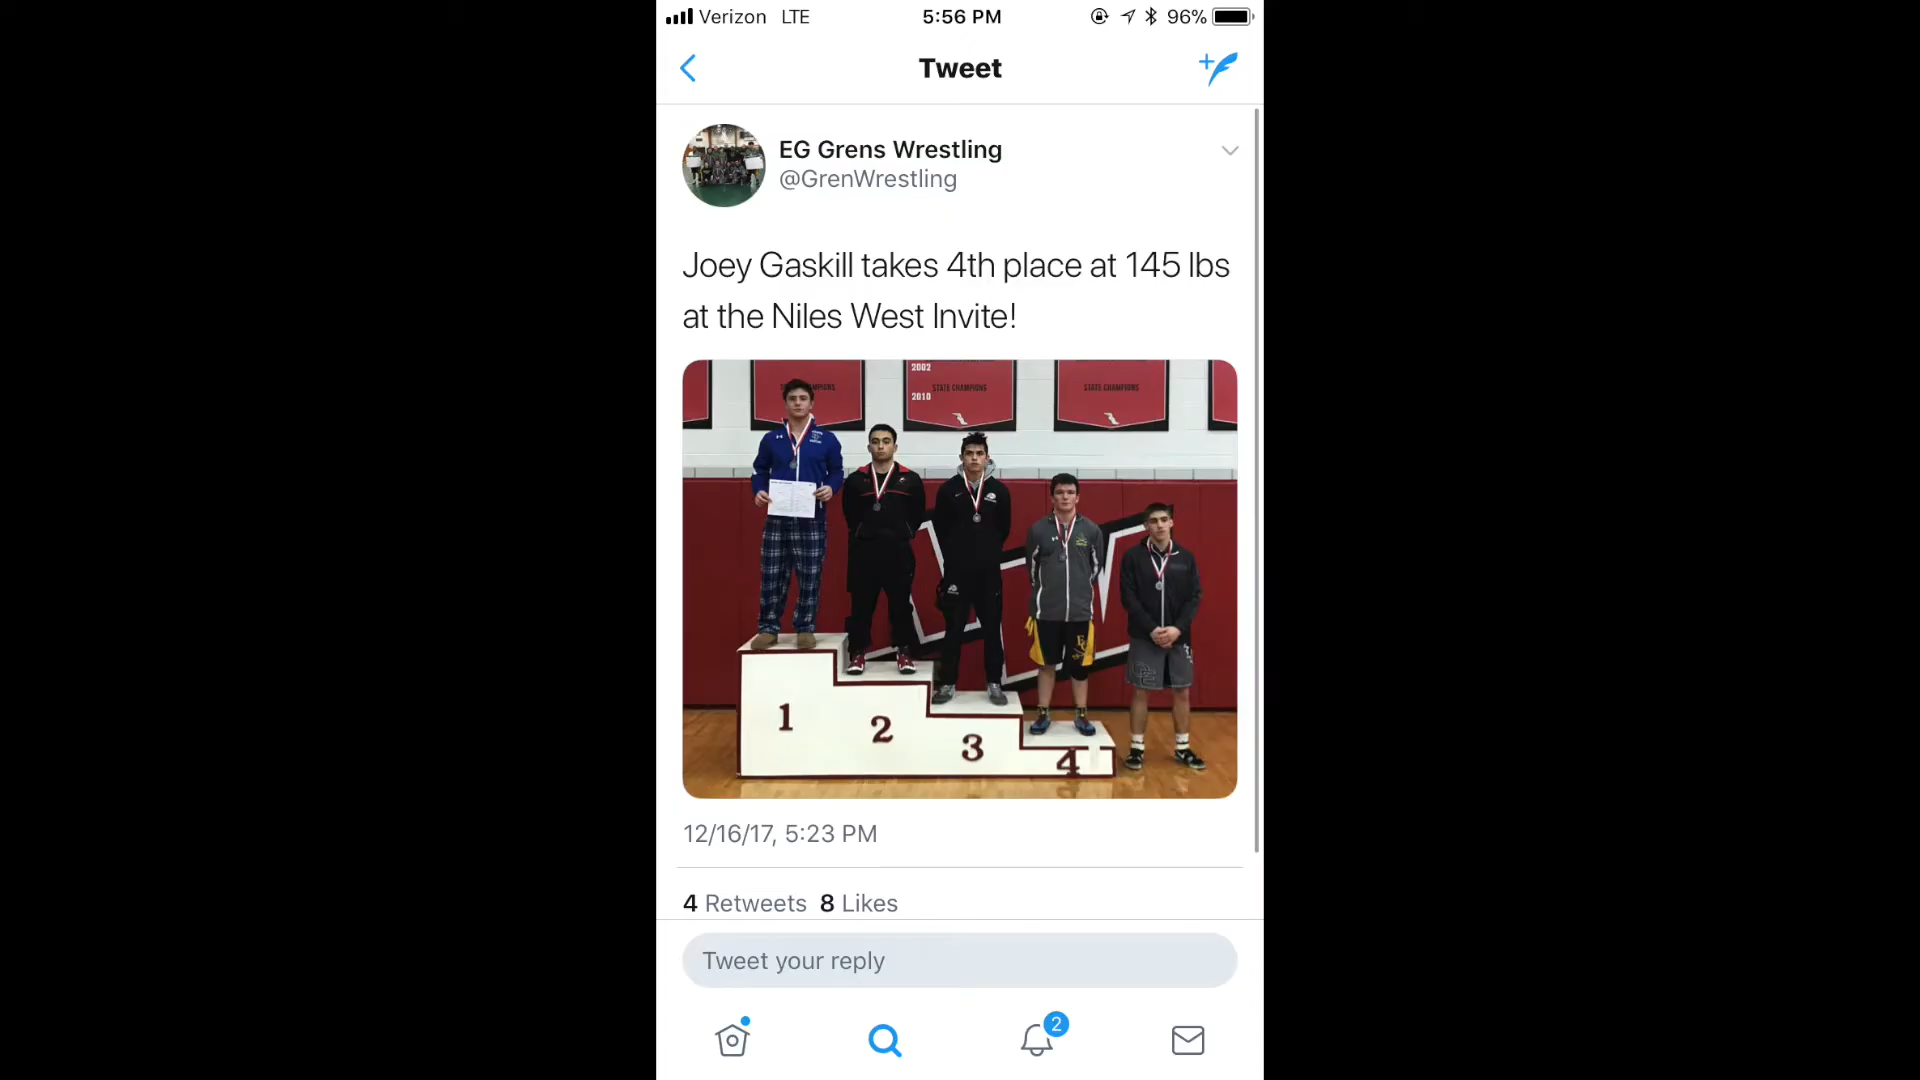 Verizon LTE 5:56 PM 96%
Tweet
EG Grens Wrestling
@GrenWrestling
Joey Gaskill takes 4th place at 145 lbs
at the Niles West Invite!
2002
STATE CHAMPIONS
2010
STATE CHAMPIONS
1
2
3
4
12/16/17, 5:23 PM
4 Retweets 8 Likes
Tweet your reply
2